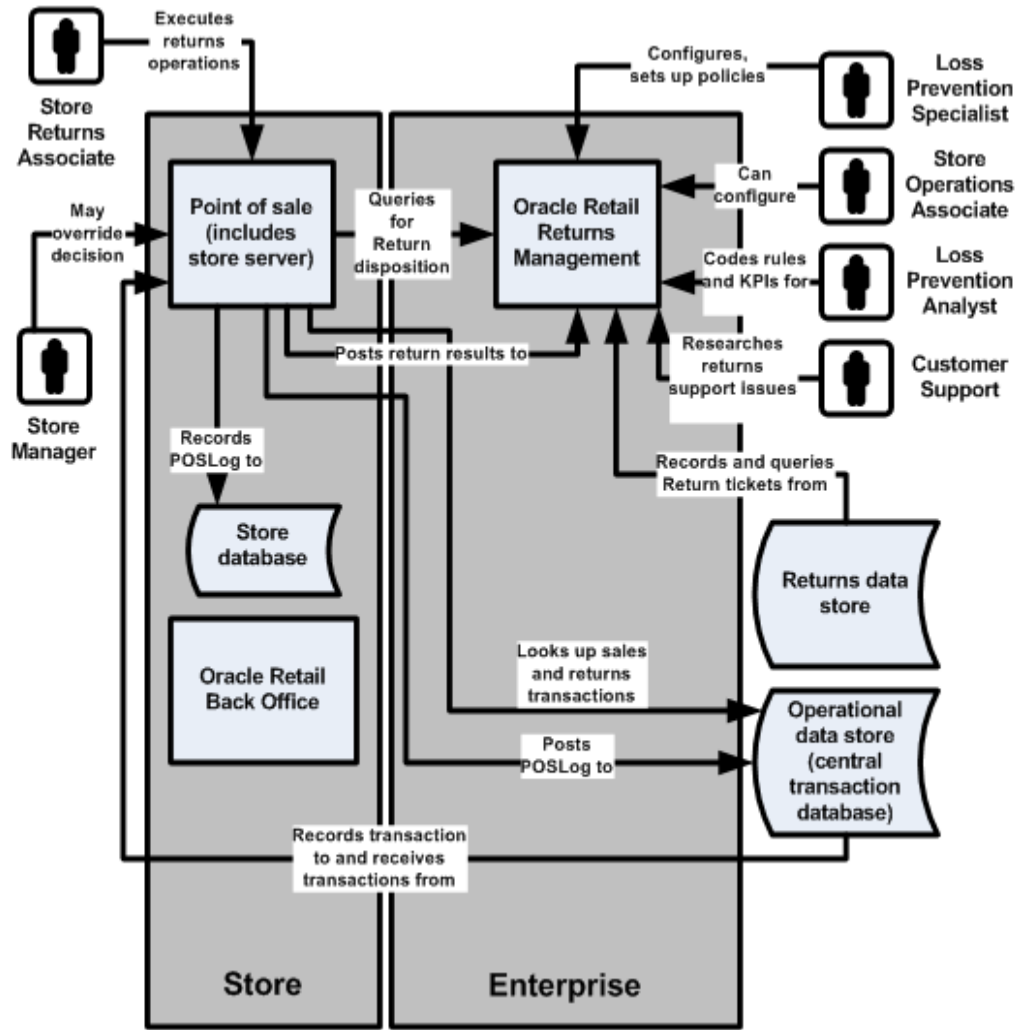 Executes
returns
operations
Store
Returns
Associate
Configures,
sets up policies
Loss
Prevention
Specialist
May
override
decision
Point of sale
(includes
store server)
Queries
for
Return
disposition
Oracle Retail
Returns
Management
Can
configure
Store
Operations
Associate
Codes rules
and KPIs for
Loss
Prevention
Analyst
Posts return results to
Researches
returns
support issues
Customer
Support
Store
Manager
Records
POSLog to
Records and queries
Return tickets from
Store
database
Returns data
store
Oracle Retail
Back Office
Looks up sales
and returns
transactions
Operational
data store
(central
transaction
database)
Posts
POSLog to
Records transaction
to and receives
transactions from
Store
Enterprise